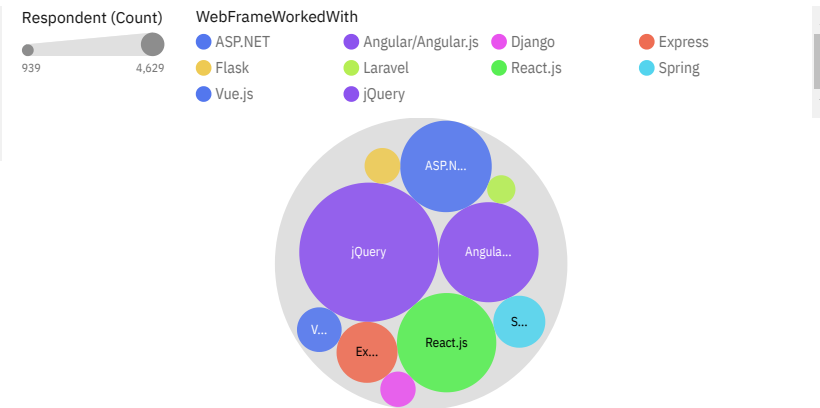 Respondent (Count)
939 4,629
WebFrameWorkedWith
ASP.NET Angular/Angular.js Django Express
Flask Laravel React.js Spring
Vue.js jQuery
ASP.N...
jQuery
Angula...
V...
Ex...
React.js
S...